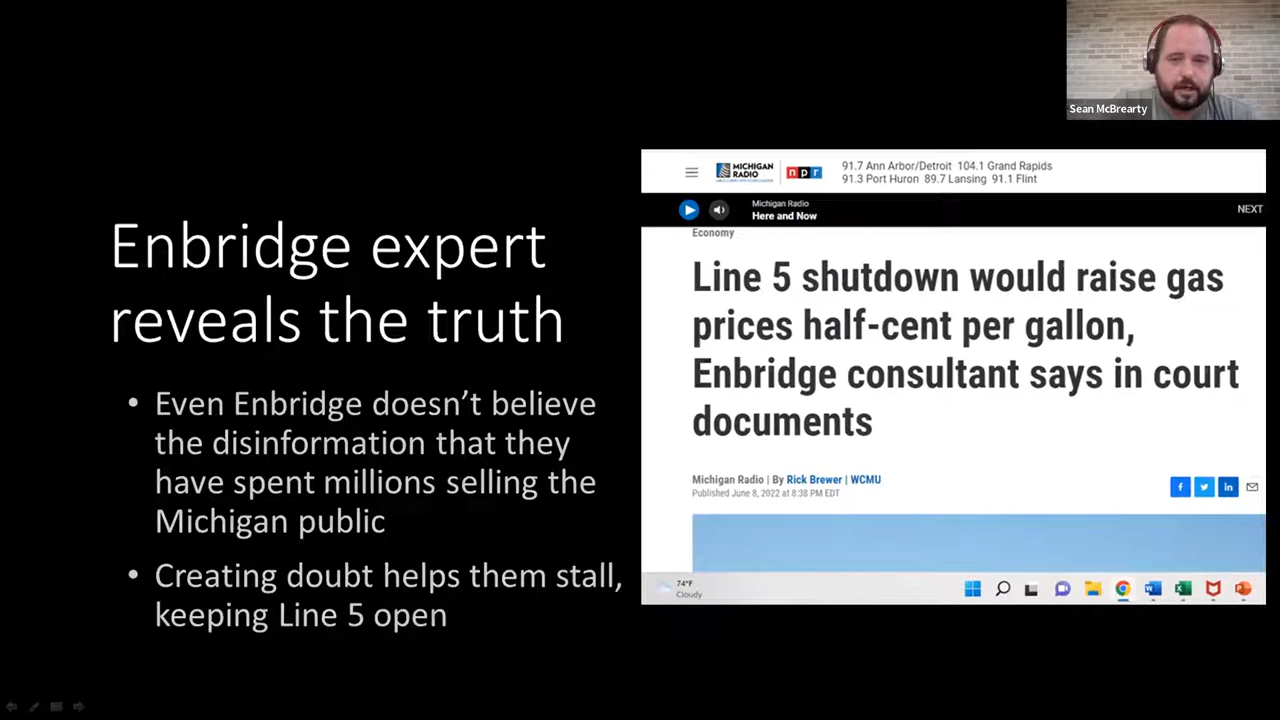 Sean McBrearty
Enbridge expert
reveals the truth
• Even Enbridge doesn’t believe
the disinformation that they
have spent millions selling the
Michigan public
• Creating doubt helps them stall,
keeping Line 5 open
MICHIGAN
RADIO
npr
91.7 Ann Arbor/Detroit 104.1 Grand Rapids
91.3 Port Huron 89.7 Lansing 91.1 Flint
Michigan Radio
Here and Now
NEXT
Economy
Line 5 shutdown would raise gas
prices half-cent per gallon,
Enbridge consultant says in court
documents
Michigan Radio | By Rick Brewer | WCMU
Published June 8, 2022 at 8:38 PM EDT
74°F
Cloudy